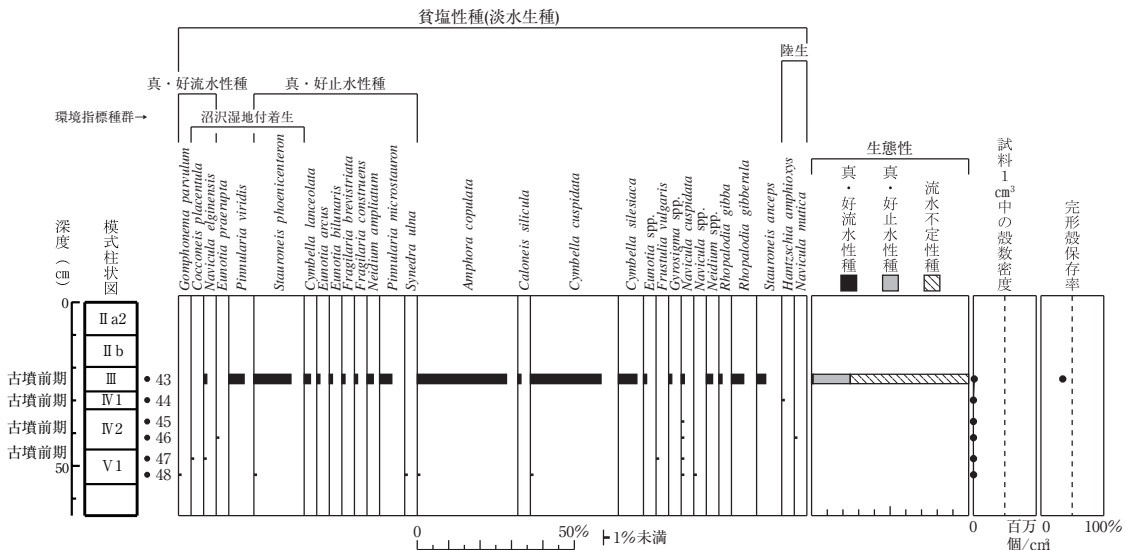 貧塩性種(淡水生種)
陸生
真・好流水性種
真・好止水性種
環境指標種群→
沼沢湿地付着生
生態性
深度(cm)
模式柱状図
Gomphonema parvulum
Cocconeis placentula
Navicula elginensis
Eunotia praerupta
Pinnularia viridis
Stauroneis phoenicenteron
Cymbella lanceolata
Eunotia arcus
Eunotia bilunaris
Fragilaria brevistriata
Fragilaria construens
Neidium ampliatum
Pinnularia microstauron
Synedra ulna
Amphora copulata
Caloneis silicula
Cymbella cuspidata
Cymbella silesiaca
Eunotia spp.
Frustulia vulgaris
Gyrosigma spp.
Navicula cuspidata
Navicula spp.
Neidium spp.
Rhopalodia gibba
Rhopalodia gibberula
Stauroneis anceps
Hantzschia amphioxys
Navicula mutica
真・好流水性種
真・好止水性種
流水不定性種
試料1cm³中の殻数密度
完形殻保存率
0
Ⅱa2
Ⅱb
古墳前期 Ⅲ 43
古墳前期 Ⅳ1 44
45
古墳前期 Ⅳ2
46
古墳前期 47
50 Ⅴ1
48
0 50%
1%未満
0 百万個/cm³
0 100%